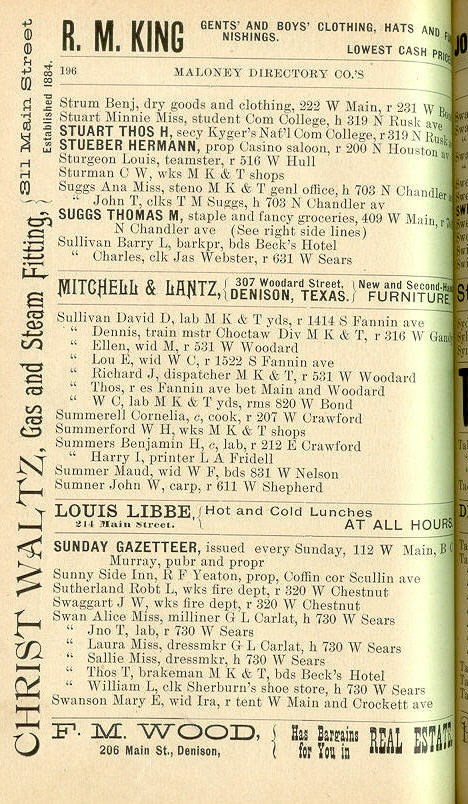 R. M. KING
GENTS' AND BOYS' CLOTHING, HATS AND
NISHINGS.
LOWEST CASH
196 MALONEY DIRECTORY CO.'S
Strum Benj, dry goods and clothing, 222 W Main, r 231 W
Stuart Minnie Miss, student Com College, h 319 N Rusk ave
STUART THOS H, secy Kyger's Nat'l Com College, r 319 N Rusk
STUEBER HERMANN, prop Casino saloon, r 200 N Houston av
Sturgeon Louis, teamster, r 516 W Hull
Sturman C W, wks M K & T shops
Suggs Ana Miss, steno M K & T genl office, h 703 N Chandler
“ John T, clks T M Suggs, h 703 N Chandler av
SUGGS THOMAS M, staple and fancy groceries, 409 W Main, r
N Chandler ave (See right side lines)
Sullivan Barry L, barkpr, bds Beck's Hotel
“ Charles, clk Jas Webster, r 631 W Sears
MITCHELL & LANTZ, { 307 Woodard Street, DENISON, TEXAS. { New and Second- FURNITURE
Sullivan David D, lab M K & T yds, r 1414 S Fannin ave
“ Dennis, train mstr Choctaw Div M K & T, r 316 W
“ Ellen, wid M, r 531 W Woodard
“ Lou E, wid W C, r 1522 S Fannin ave
“ Richard J, dispatcher M K & T, r 531 W Woodard
“ Thos, r es Fannin ave bet Main and Woodard
“ W C, lab M K & T yds, rms 820 W Bond
Summerell Cornelia, c, cook, r 207 W Crawford
Summerford W H, wks M K & T shops
Summers Benjamin H, c, lab, r 212 E Crawford
“ Harry I, printer L A Fridell
Summer Maud, wid W F, bds 831 W Nelson
Sumner John W, carp, r 611 W Shepherd
LOUIS LIBBE, { Hot and Cold Lunches
214 Main Street. AT ALL HOURS
SUNDAY GAZETTEER, issued every Sunday, 112 W Main, B C
Murray, pubr and propr
Sunny Side Inn, R F Yeaton, prop, Coffin cor Scullin ave
Sutherland Robt L, wks fire dept, r 320 W Chestnut
Swaggart J W, wks fire dept, r 320 W Chestnut
Swan Alice Miss, milliner G L Carlat, h 730 W Sears
“ Jno T, lab, r 730 W Sears
“ Laura Miss, dressmkr G L Carlat, h 730 W Sears
“ Sallie Miss, dressmkr, h 730 W Sears
“ Thos T, brakeman M K & T, bds Beck's Hotel
“ William L, clk Sherburn's shoe store, h 730 W Sears
Swanson Mary E, wid Ira, r tent W Main and Crockett ave
F. M. WOOD, { Has Bargains for You in REAL ESTATE
206 Main St., Denison,
CHRIST WALTZ, Gas and Steam Fitting, { 311 Main Street
Established 1884.